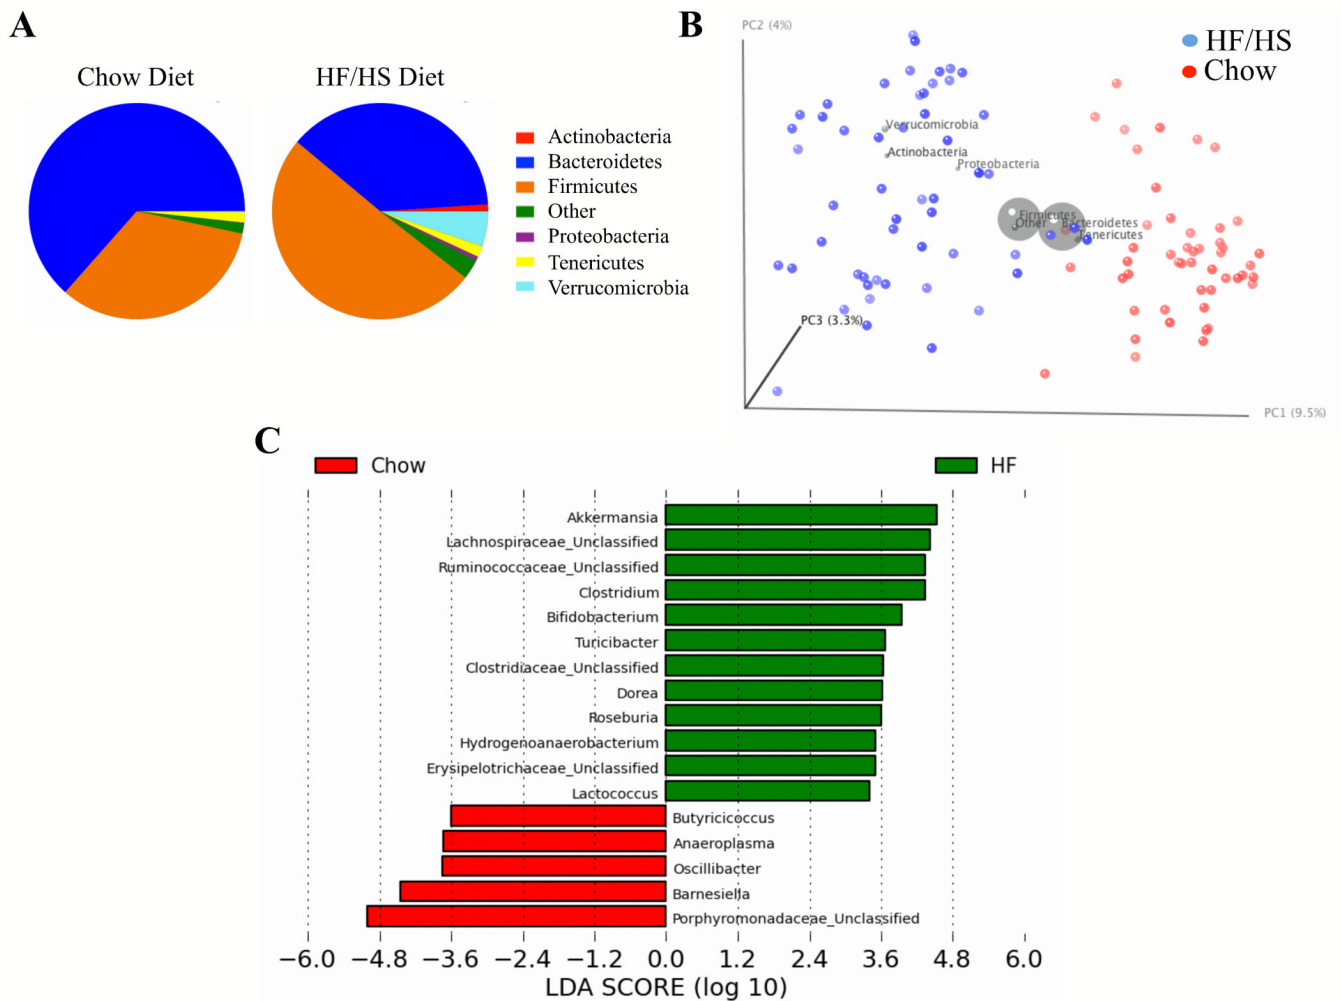 A
Chow Diet
HF/HS Diet
Actinobacteria
Bacteroidetes
Firmicutes
Other
Proteobacteria
Tenericutes
Verrucomicrobia
B
PC2 (4%)
HF/HS
Chow
Verrucomicrobia
Actinobacteria
Proteobacteria
Firmicutes
Other
Bacteroidetes
Tenericutes
PC3 (3.3%)
PC1 (9.5%)
C
Chow
HF
Akkermansia
Lachnospiraceae_Unclassified
Ruminococcaceae_Unclassified
Clostridium
Bifidobacterium
Turicibacter
Clostridiaceae_Unclassified
Dorea
Roseburia
Hydrogenoanaerobacterium
Erysipelotrichaceae_Unclassified
Lactococcus
Butyricicoccus
Anaeroplasma
Oscillibacter
Barnesiella
Porphyromonadaceae_Unclassified
−6.0 −4.8 −3.6 −2.4 −1.2 0.0 1.2 2.4 3.6 4.8 6.0
LDA SCORE (log 10)